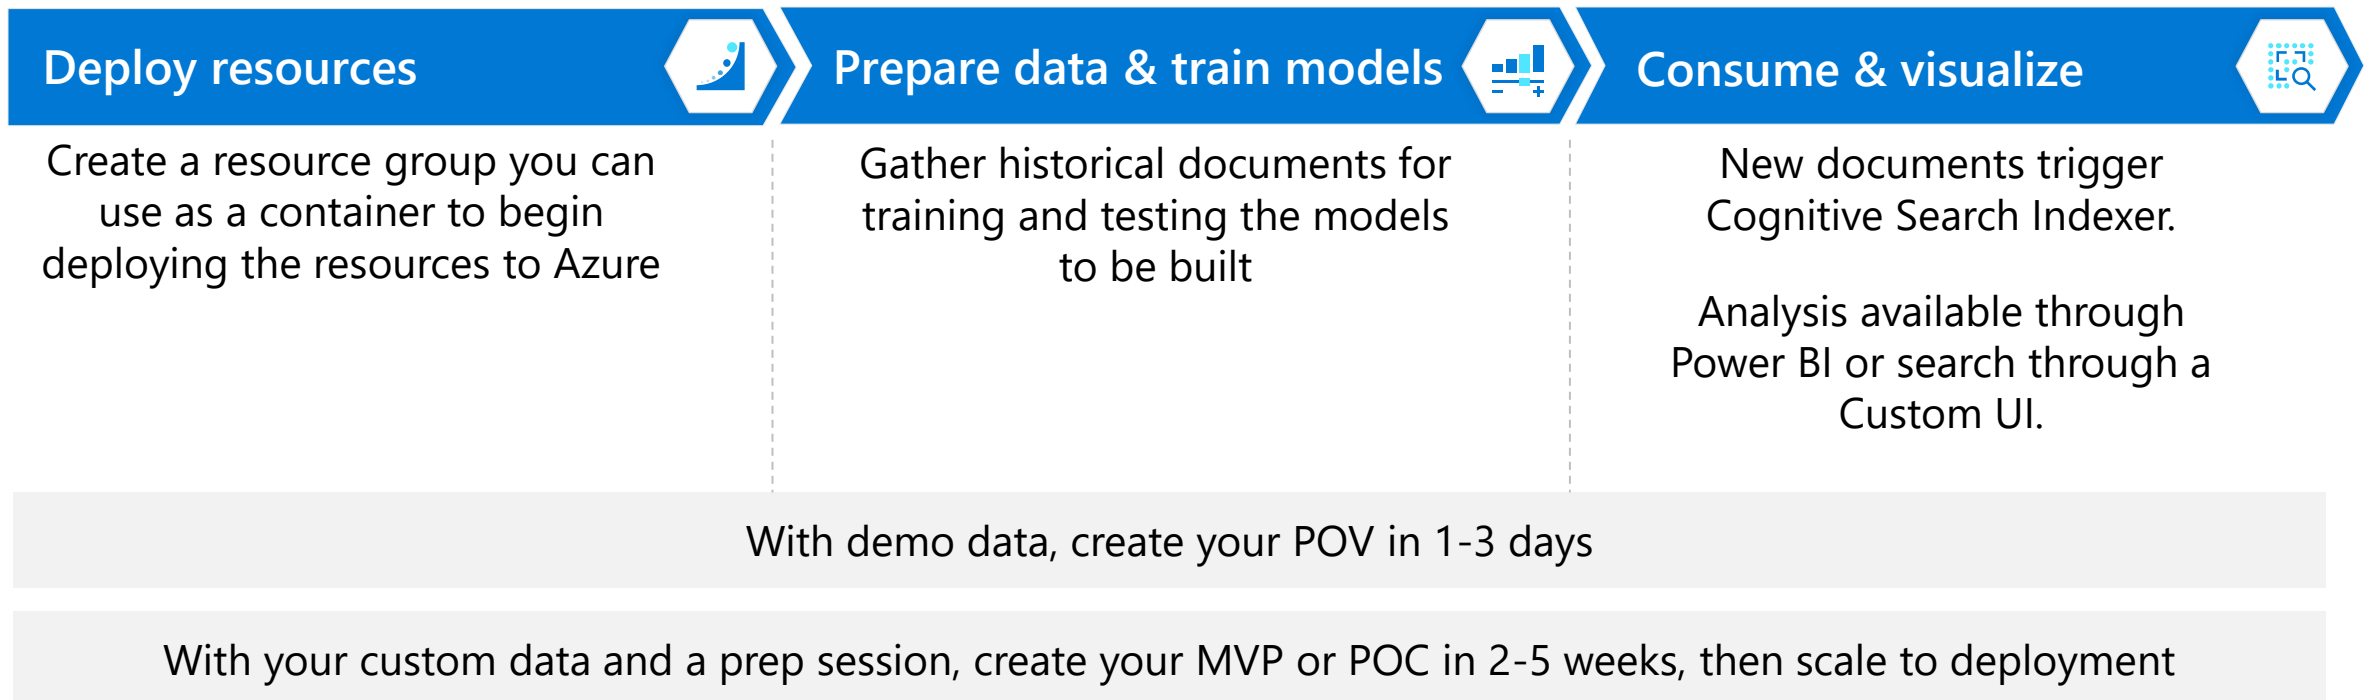 Deploy resources
Create a resource group you can
use as a container to begin
deploying the resources to Azure
Prepare data & train models
Gather historical documents for
training and testing the models
to be built
Consume & visualize
New documents trigger
Cognitive Search Indexer.
Analysis available through
Power BI or search through a
Custom UI.
With demo data, create your POV in 1-3 days
With your custom data and a prep session, create your MVP or POC in 2-5 weeks, then scale to deployment